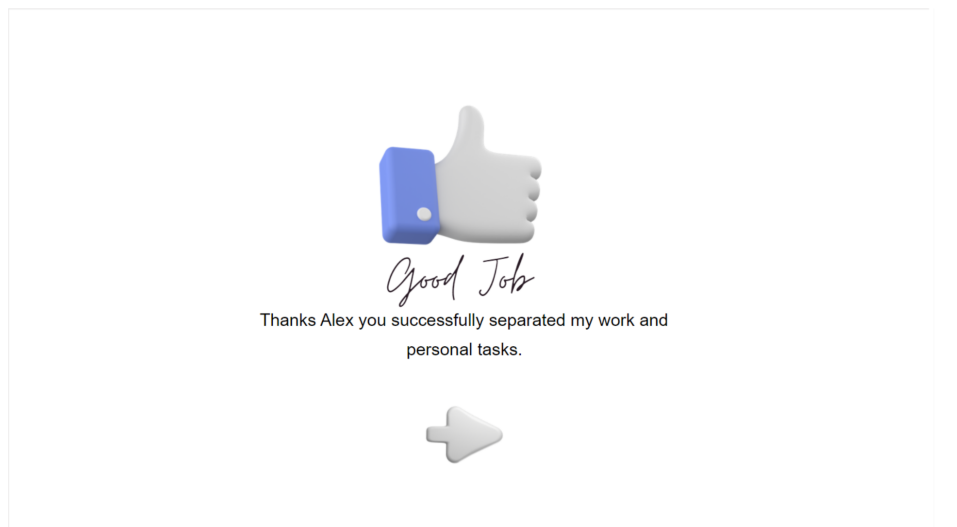 Good Job
Thanks Alex you successfully separated my work and
personal tasks.